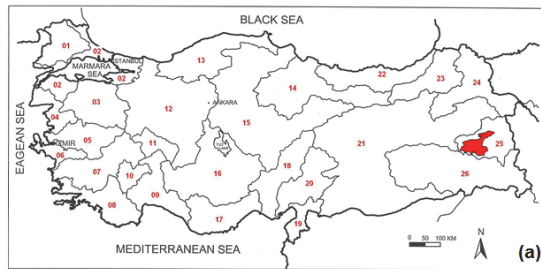 BLACK SEA
01
02
ISTANBUL
MARMARA
SEA
02
02
13
22
23
24
14
EAGEAN SEA
03
12
ANKARA
15
04
05
IZMIR
06
11
21
25
07
10
16
18
26
09
20
08
17
19
MEDITERRANEAN SEA
0 50 100 KM
N
(a)